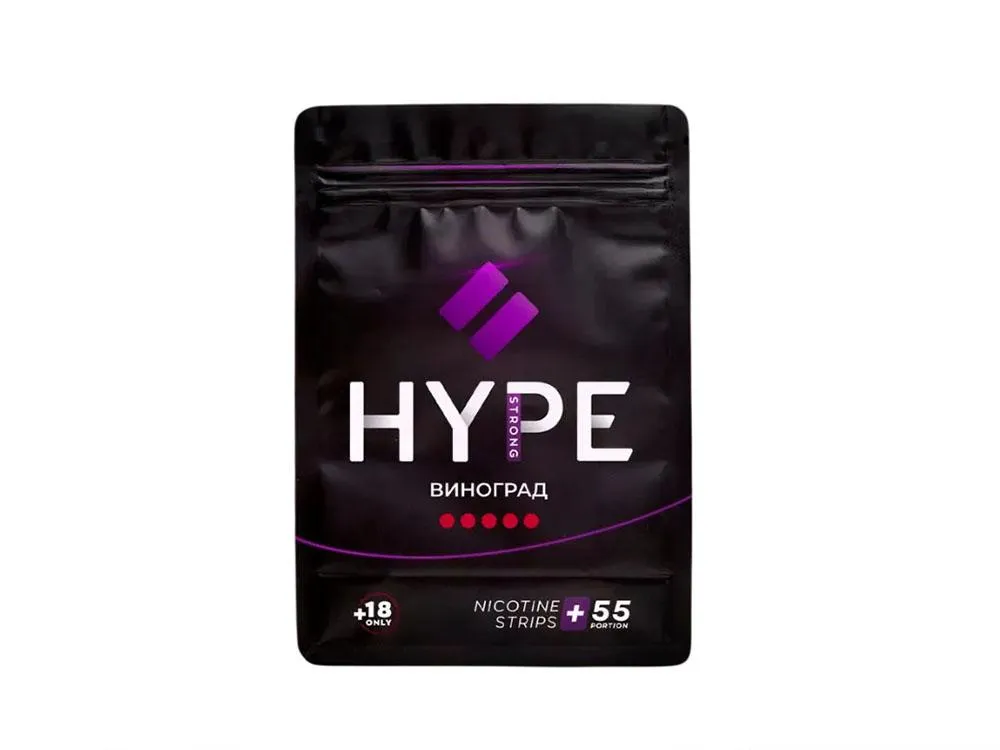 HYPE
STRONG
ВИНОГРАД
+18
ONLY
NICOTINE
STRIPS
+55
PORTION